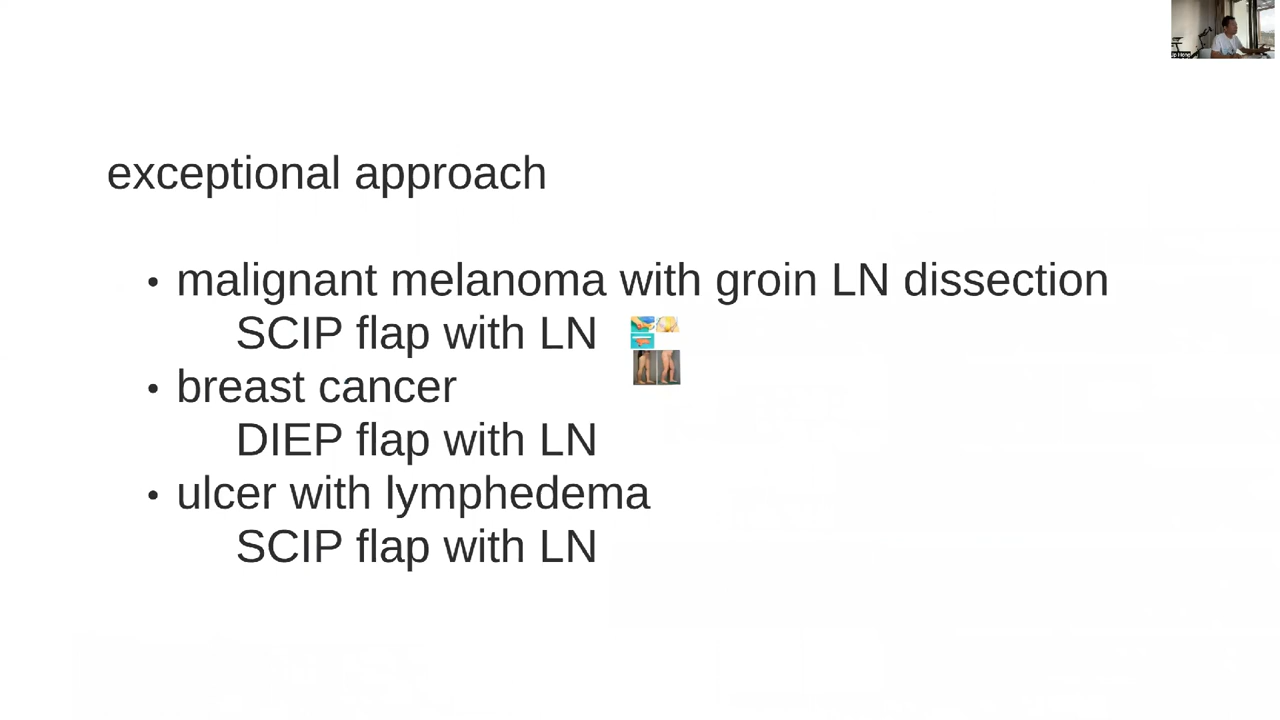 exceptional approach
• malignant melanoma with groin LN dissection
SCIP flap with LN
• breast cancer
DIEP flap with LN
• ulcer with lymphedema
SCIP flap with LN